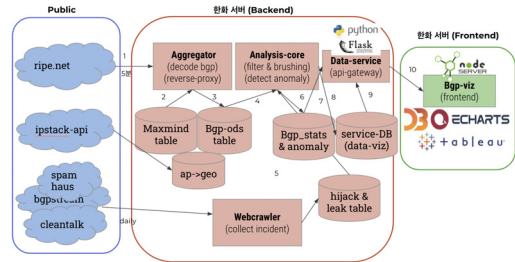 Public
한화 서버 (Backend)
한화 서버 (Frontend)
ripe.net
1
5분
Aggregator
(decode bgp)
(reverse-proxy)
Analysis-core
(filter & brushing)
(detect anomaly)
python
Flask
Data-service
(api-gateway)
10
node
SERVER
Bgp-viz
(frontend)
2
3
4
6
7
8
9
ipstack-api
Maxmind
table
Bgp-ods
table
Bgp_stats
& anomaly
service-DB
(data-viz)
D3
ECHARTS
+ableau
ap->geo
5
spam
haus
bgpstream
cleantalk
daily
Webcrawler
(collect incident)
hijack &
leak table